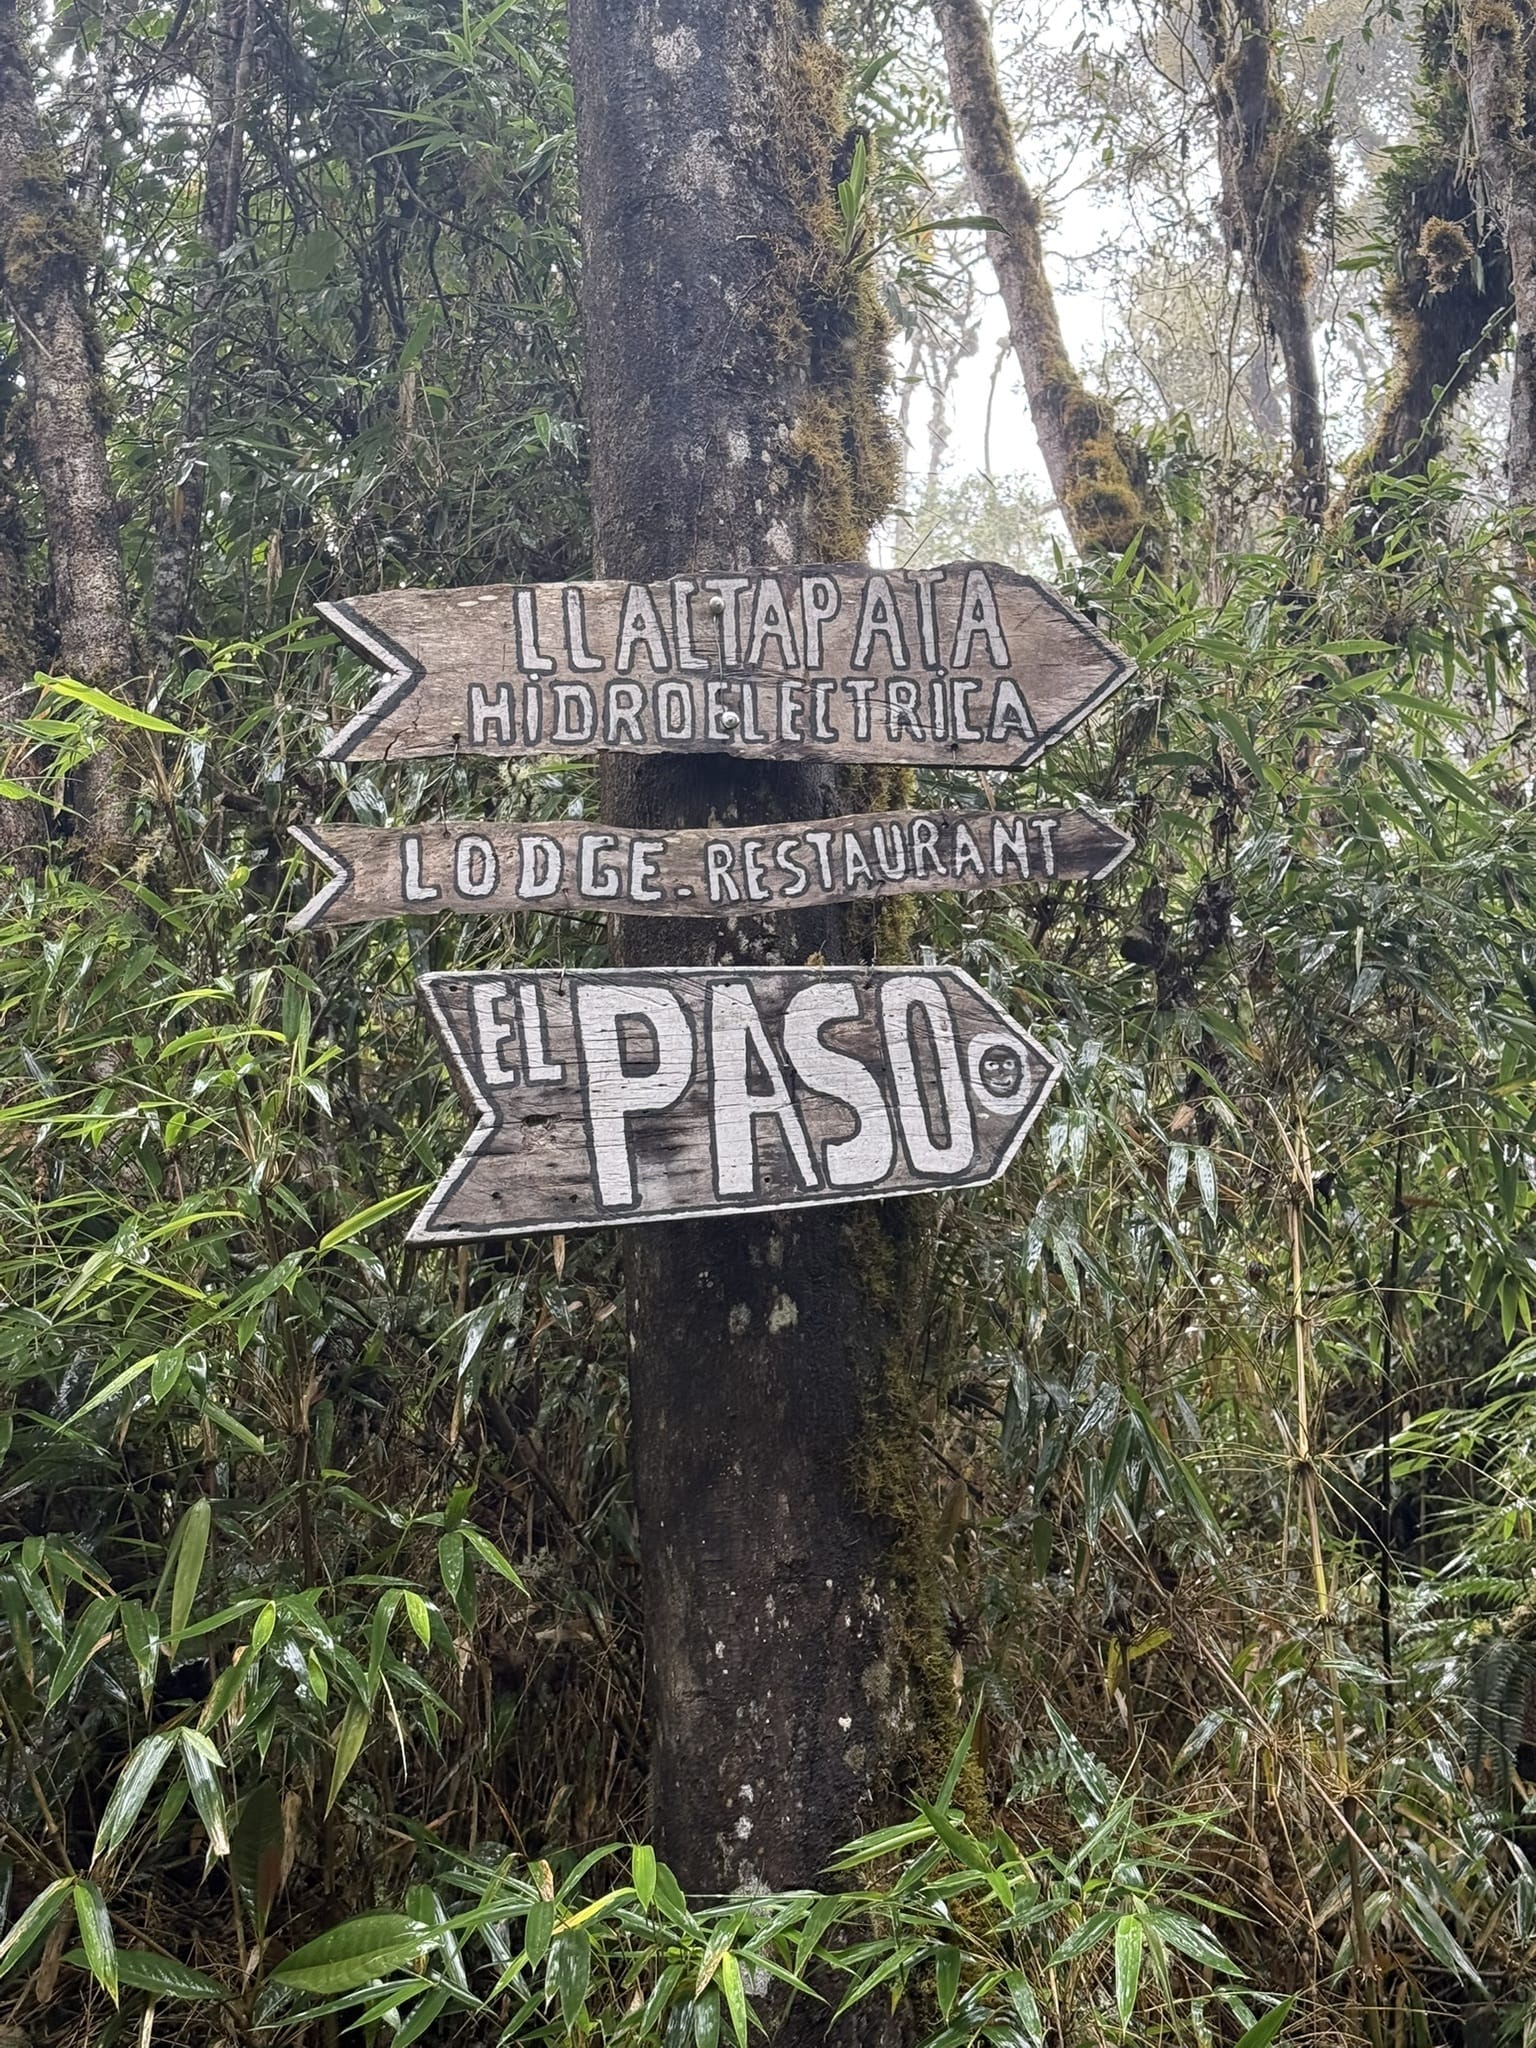 LLACTAPATA
HiDROELECTRiCA
LODGE-RESTAURANT
EL PASO